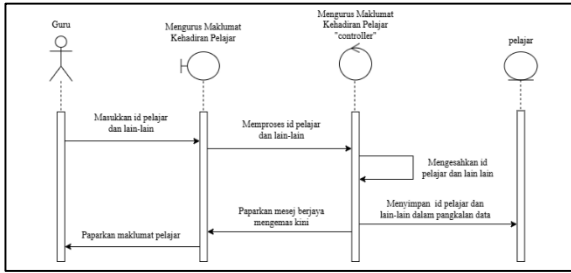 Guru
Mengurus Maklumat
Kehadiran Pelajar
Mengurus Maklumat
Kehadiran Pelajar
"controller"
pelajar
Masukkan id pelajar
dan lain-lain
Memproses id pelajar
dan lain-lain
Mengesahkan id
pelajar dan lain lain
Menyimpan id pelajar dan
lain-lain dalam pangkalan data
Paparkan mesej berjaya
mengemas kini
Paparkan maklumat pelajar